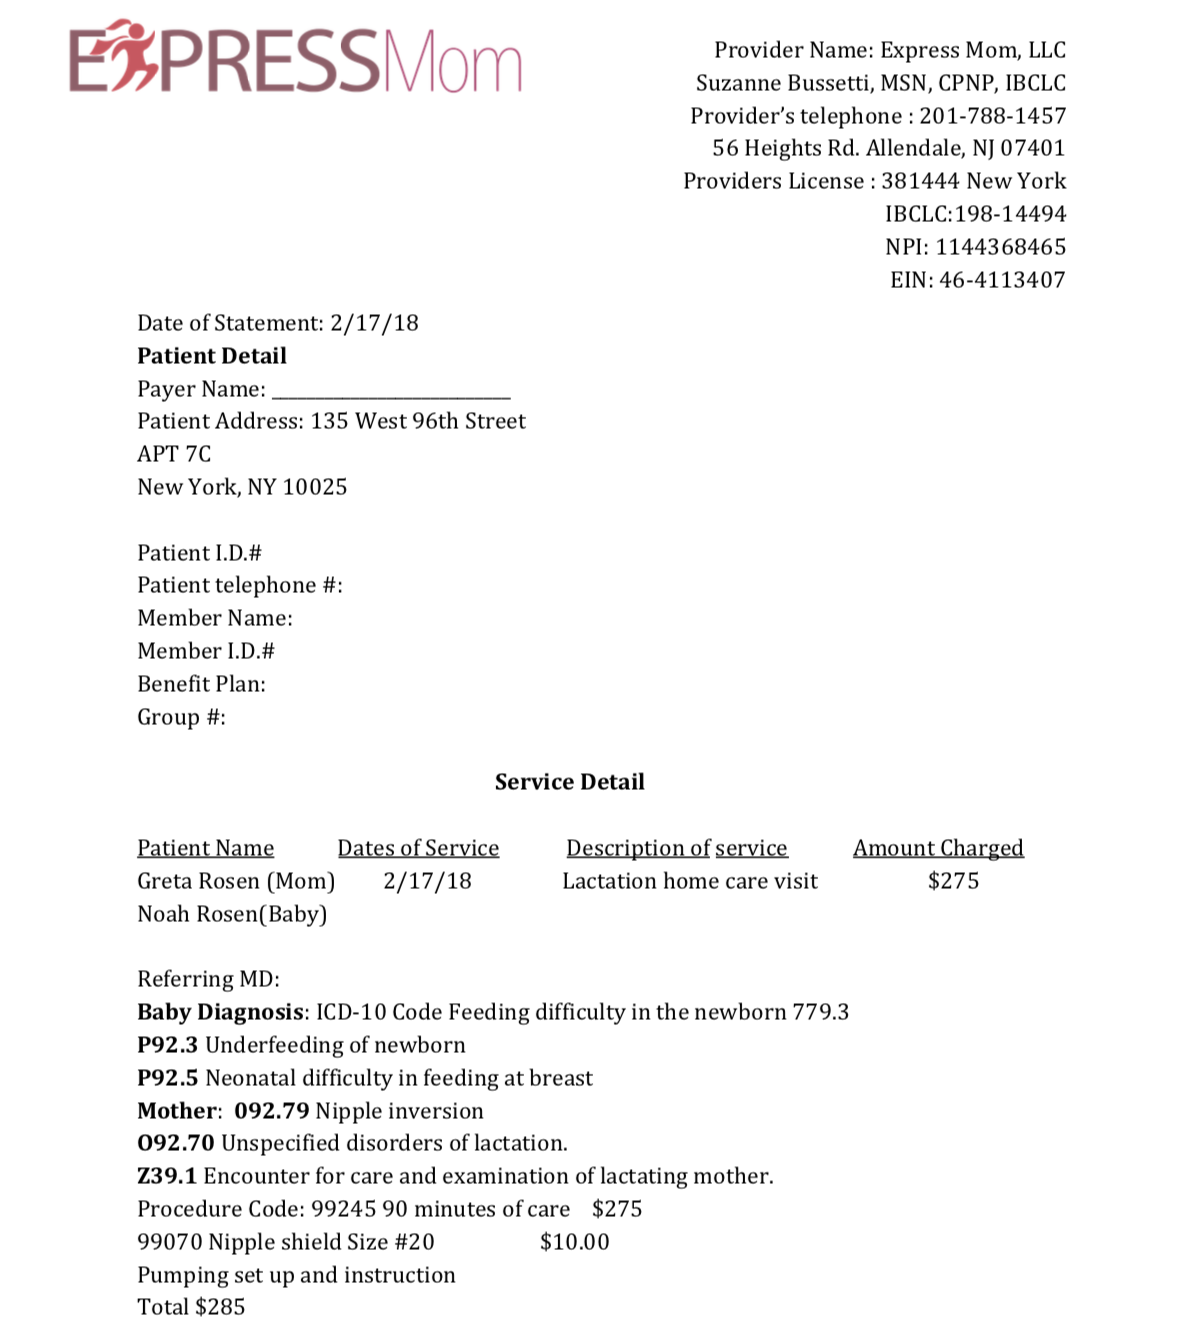 EXPRESSMom
Provider Name: Express Mom, LLC
Suzanne Bussetti, MSN, CPNP, IBCLC
Provider’s telephone : 201-788-1457
56 Heights Rd. Allendale, NJ 07401
Providers License : 381444 New York
IBCLC:198-14494
NPI: 1144368465
EIN: 46-4113407
Date of Statement: 2/17/18
Patient Detail
Payer Name: ______________________
Patient Address: 135 West 96th Street
APT 7C
New York, NY 10025
Patient I.D.#
Patient telephone #:
Member Name:
Member I.D.#
Benefit Plan:
Group #:
Service Detail
Patient Name Dates of Service Description of service Amount Charged
Greta Rosen (Mom) 2/17/18 Lactation home care visit $275
Noah Rosen(Baby)
Referring MD:
Baby Diagnosis: ICD-10 Code Feeding difficulty in the newborn 779.3
P92.3 Underfeeding of newborn
P92.5 Neonatal difficulty in feeding at breast
Mother: 092.79 Nipple inversion
O92.70 Unspecified disorders of lactation.
Z39.1 Encounter for care and examination of lactating mother.
Procedure Code: 99245 90 minutes of care $275
99070 Nipple shield Size #20 $10.00
Pumping set up and instruction
Total $285